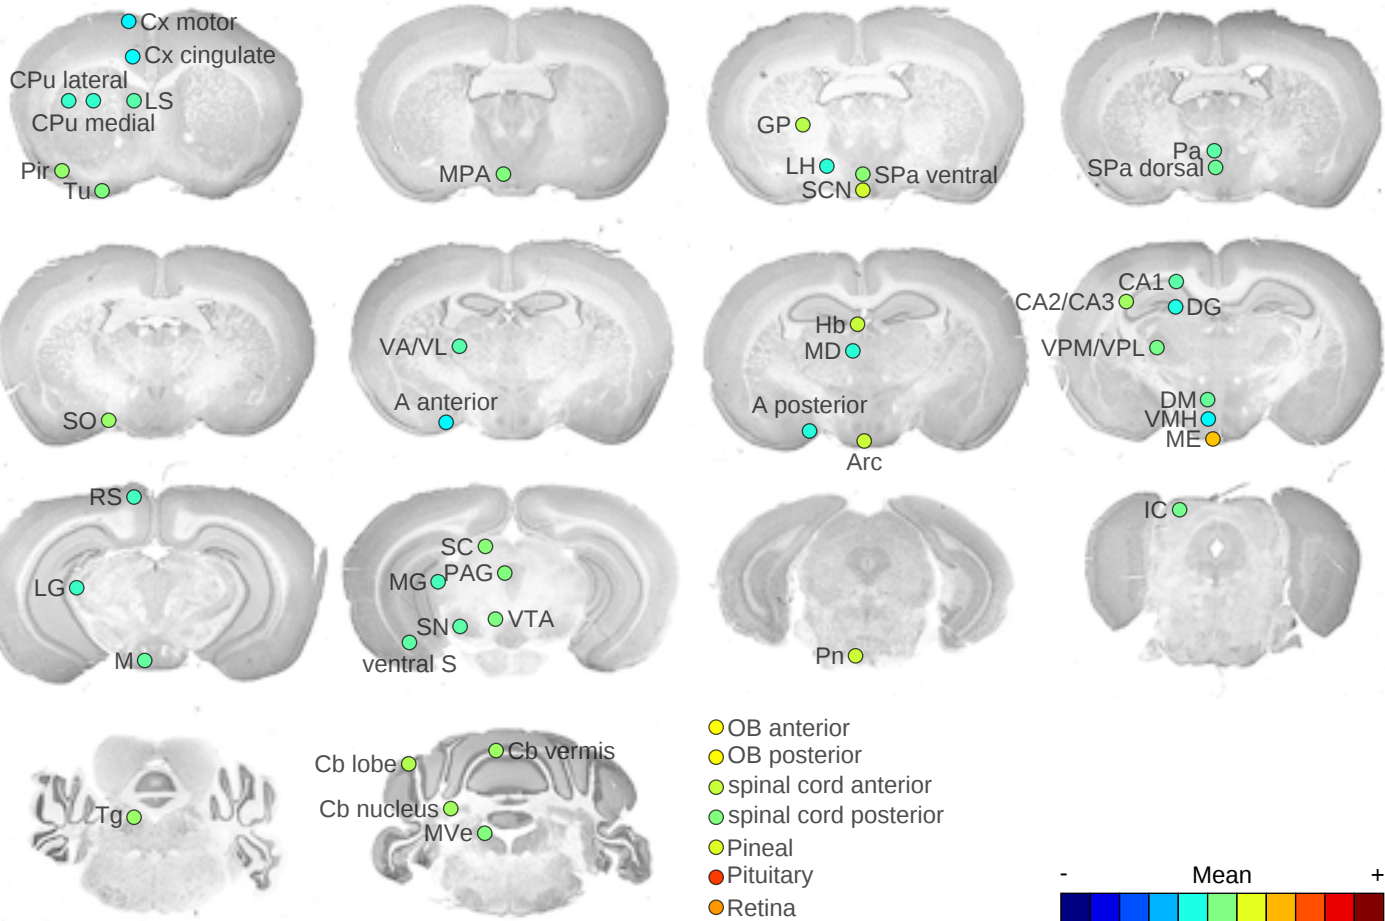 Cx motor
Cx cingulate
CPu lateral
LS
CPu medial
Pir
Tu
MPA
GP
LH
SPa ventral
SCN
Pa
SPa dorsal
SO
VA/VL
A anterior
Hb
MD
A posterior
Arc
CA1
CA2/CA3
DG
VPM/VPL
DM
VMH
ME
RS
LG
M
SC
PAG
MG
VTA
SN
ventral S
Pn
IC
Tg
Cb lobe
Cb vermis
Cb nucleus
MVe
OB anterior
OB posterior
spinal cord anterior
spinal cord posterior
Pineal
Pituitary
Retina
- Mean +